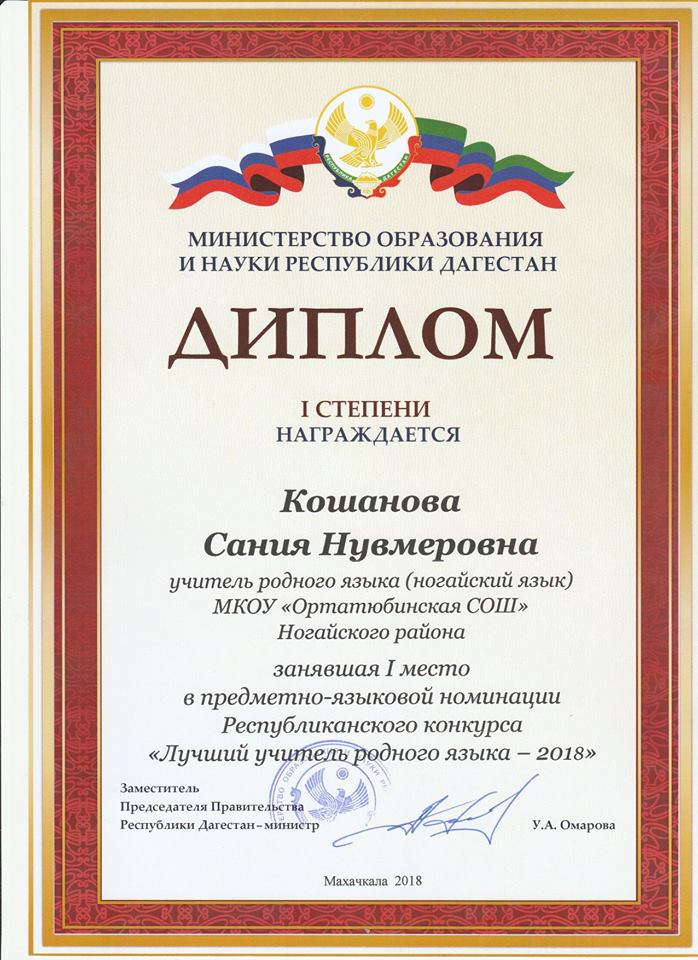 РЕСПУБЛИКА ДАГЕСТАН
МИНИСТЕРСТВО ОБРАЗОВАНИЯ
И НАУКИ РЕСПУБЛИКИ ДАГЕСТАН
ДИПЛОМ
I СТЕПЕНИ
НАГРАЖДАЕТСЯ
Кошанова
Сания Нувмеровна
учитель родного языка (ногайский язык)
МКОУ «Ортатюбинская СОШ»
Ногайского района
занявшая I место
в предметно-языковой номинации
Республиканского конкурса
«Лучший учитель родного языка – 2018»
Заместитель
Председателя Правительства
Республики Дагестан–министр
У.А. Омарова
Махачкала 2018